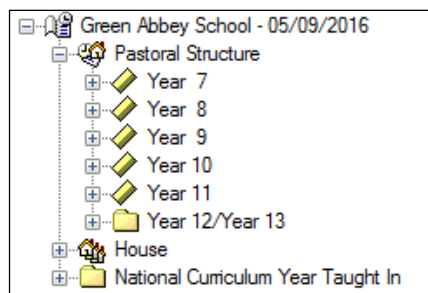 Green Abbey School - 05/09/2016
Pastoral Structure
Year 7
Year 8
Year 9
Year 10
Year 11
Year 12/Year 13
House
National Curriculum Year Taught In